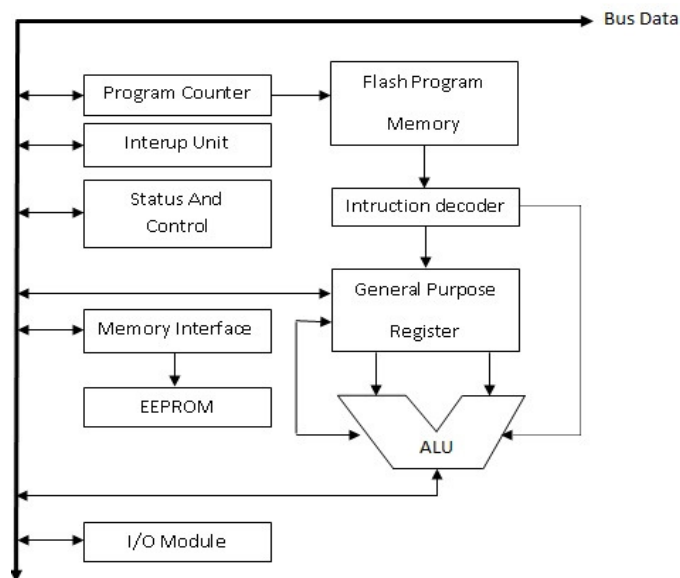 Bus Data
Program Counter
Flash Program
Memory
Interup Unit
Status And
Control
Intruction decoder
General Purpose
Register
Memory Interface
EEPROM
ALU
I/O Module